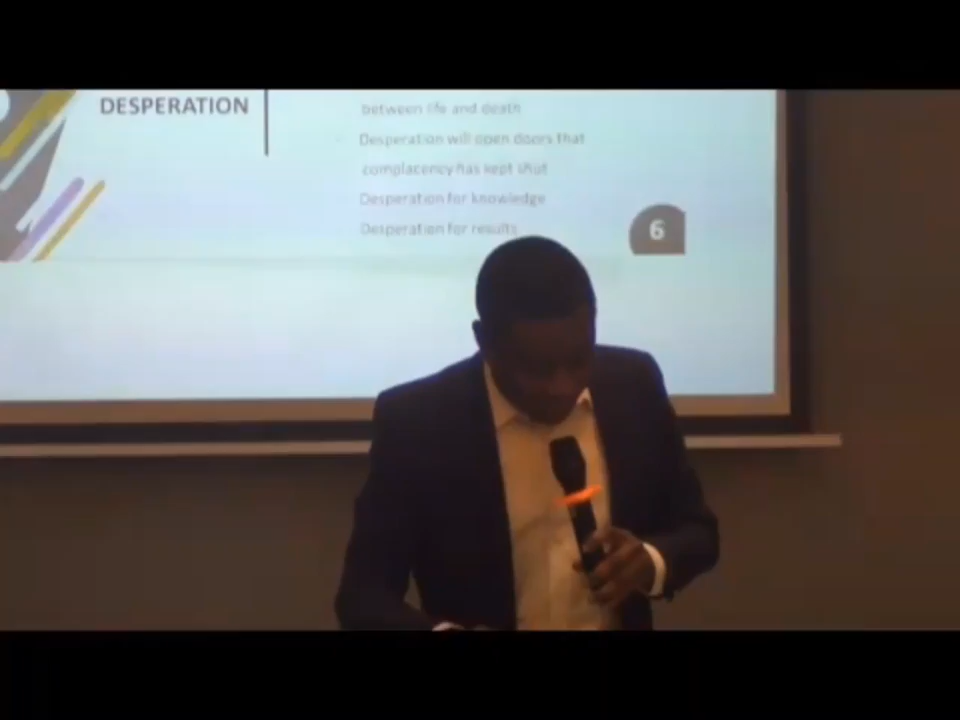 DESPERATION
between life and death
Desperation will open doors that
complacency has kept shut
Desperation for knowledge
Desperation for results
6